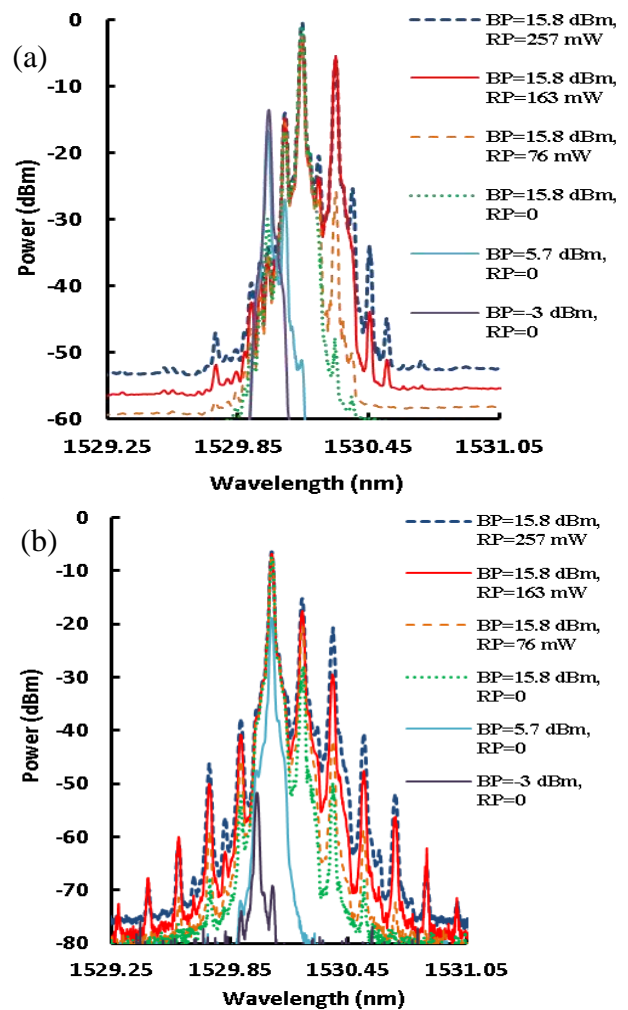 (a)
Power (dBm)
0
-10
-20
-30
-40
-50
-60
1529.25
1529.85
1530.45
1531.05
Wavelength (nm)
BP=15.8 dBm,
RP=257 mW
BP=15.8 dBm,
RP=163 mW
BP=15.8 dBm,
RP=76 mW
BP=15.8 dBm,
RP=0
BP=5.7 dBm,
RP=0
BP=-3 dBm,
RP=0
(b)
Power (dBm)
0
-10
-20
-30
-40
-50
-60
-70
-80
1529.25
1529.85
1530.45
1531.05
Wavelength (nm)
BP=15.8 dBm,
RP=257 mW
BP=15.8 dBm,
RP=163 mW
BP=15.8 dBm,
RP=76 mW
BP=15.8 dBm,
RP=0
BP=5.7 dBm,
RP=0
BP=-3 dBm,
RP=0